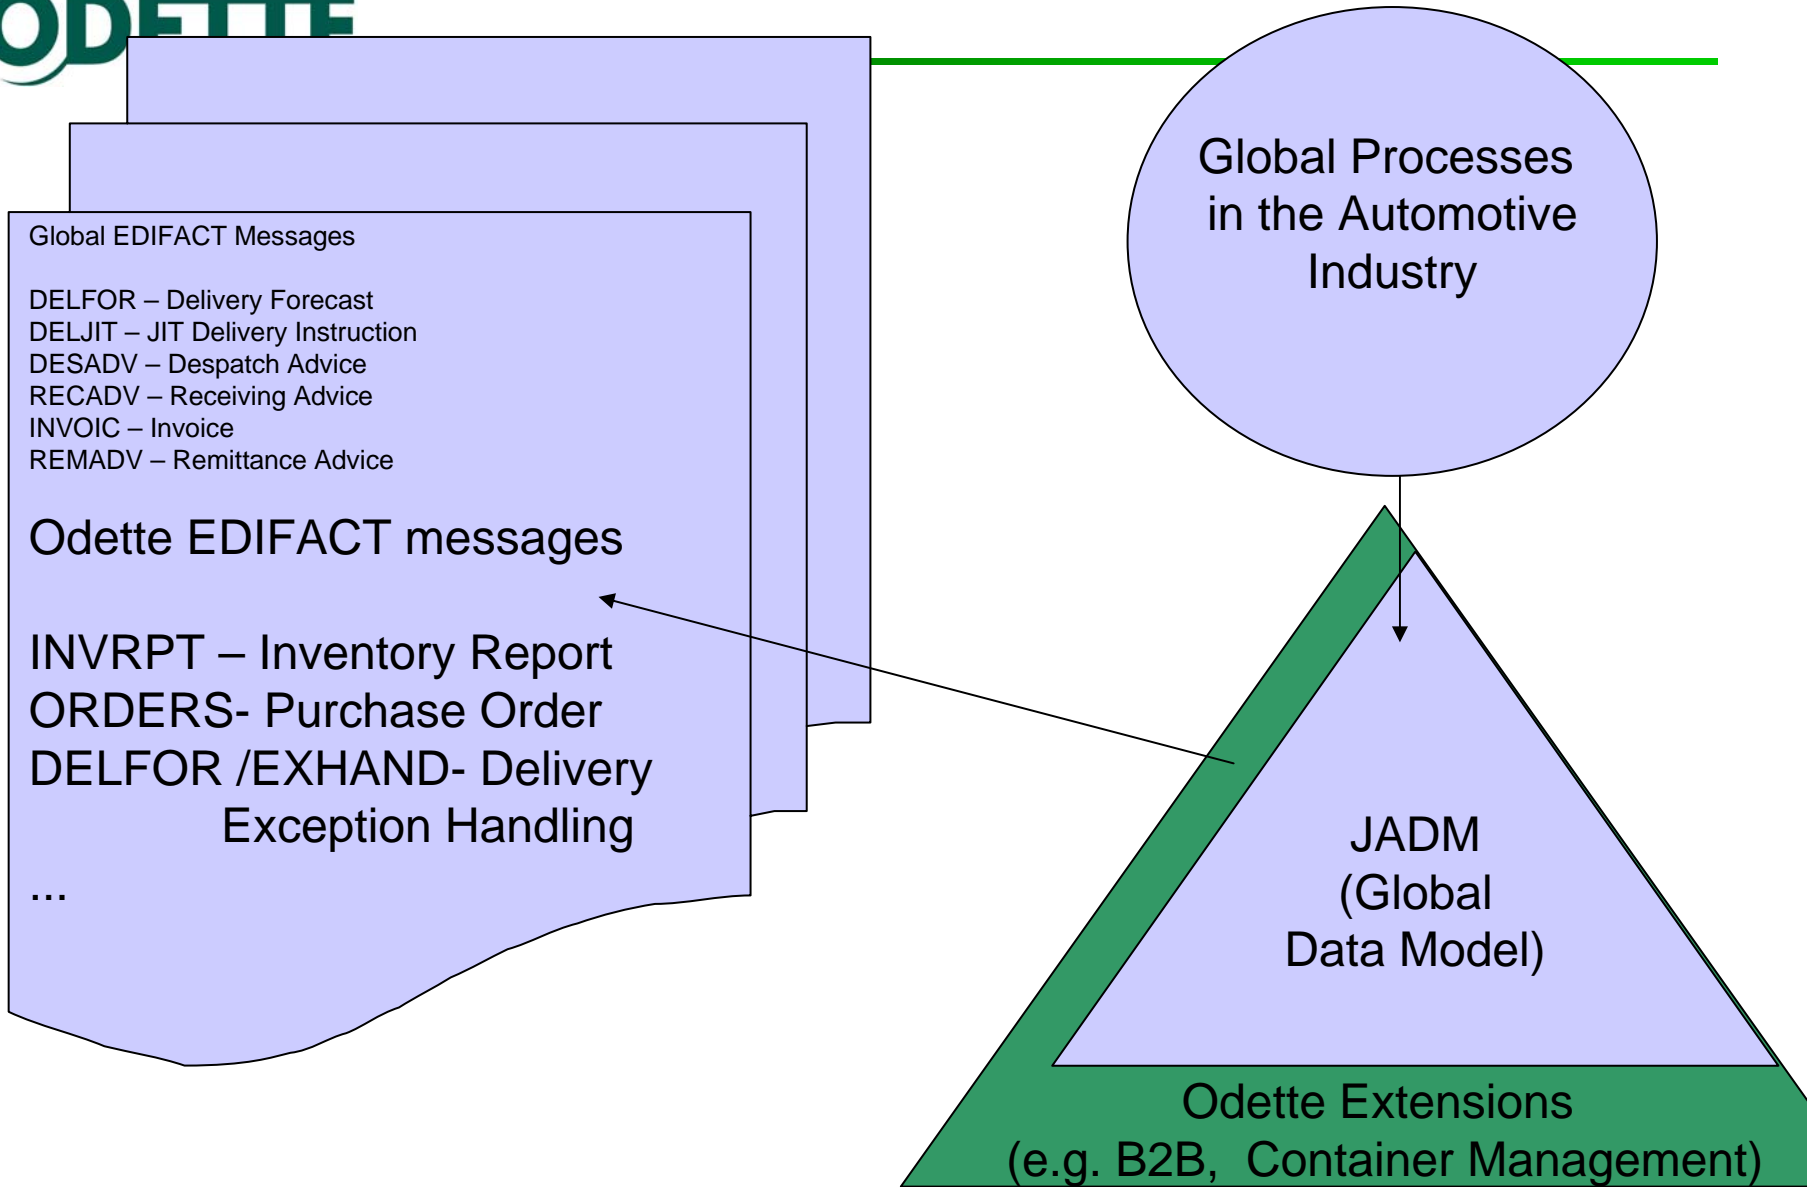 ODETTE
Global EDIFACT Messages
DELFOR – Delivery Forecast
DELJIT – JIT Delivery Instruction
DESADV – Despatch Advice
RECADV – Receiving Advice
INVOIC – Invoice
REMADV – Remittance Advice
Odette EDIFACT messages
INVRPT – Inventory Report
ORDERS- Purchase Order
DELFOR /EXHAND- Delivery
Exception Handling
...
Global Processes
in the Automotive
Industry
JADM
(Global
Data Model)
Odette Extensions
(e.g. B2B, Container Management)